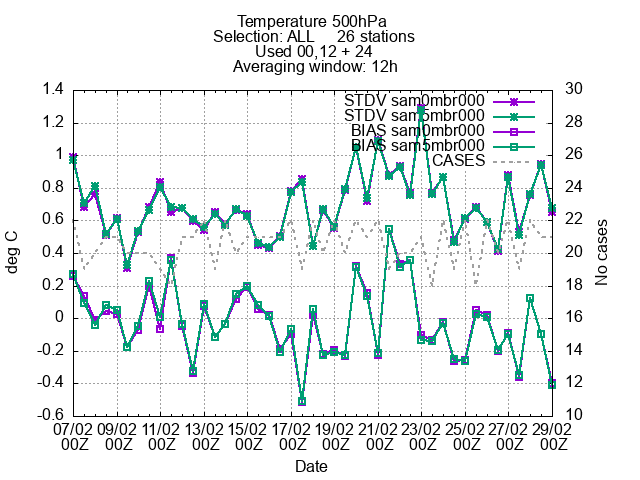 Temperature 500hPa
Selection: ALL 26 stations
Used 00,12 + 24
Averaging window: 12h
1.4
1.2
1
0.8
0.6
0.4
0.2
0
-0.2
-0.4
-0.6
deg C
30
28
26
24
22
20
18
16
14
12
10
No cases
STDV sam0mbr000
STDV sam5mbr000
BIAS sam0mbr000
BIAS sam5mbr000
CASES
07/02 09/02 11/02 13/02 15/02 17/02 19/02 21/02 23/02 25/02 27/02 29/02
00Z 00Z 00Z 00Z 00Z 00Z 00Z 00Z 00Z 00Z 00Z 00Z
Date